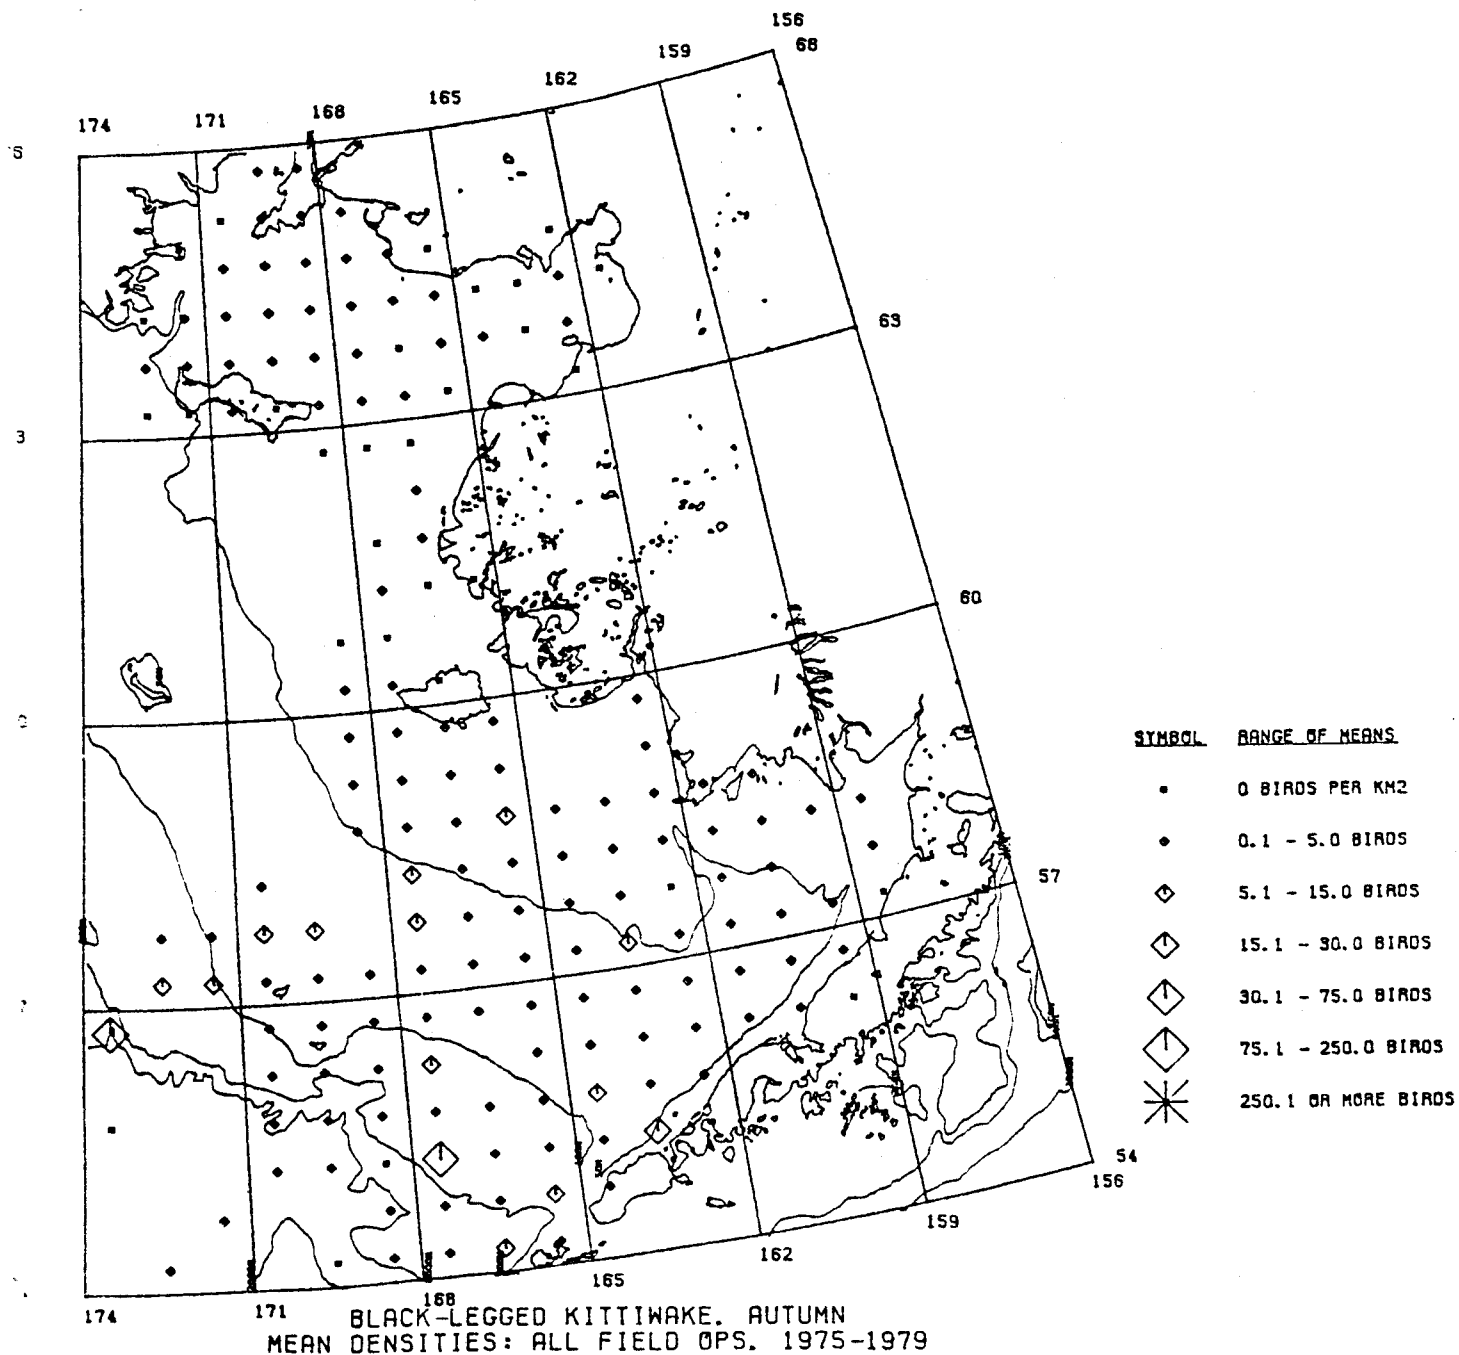 156
159 68
162
165
168
171
174
63
3
60
57
SYMBOL RANGE OF MEANS
0 BIRDS PER KM2
0.1 - 5.0 BIRDS
5.1 - 15.0 BIRDS
15.1 - 30.0 BIRDS
30.1 - 75.0 BIRDS
75.1 - 250.0 BIRDS
250.1 OR MORE BIRDS
54
156
159
162
165
168
171
174
BLACK-LEGGED KITTIWAKE. AUTUMN
MEAN DENSITIES: ALL FIELD OPS. 1975-1979